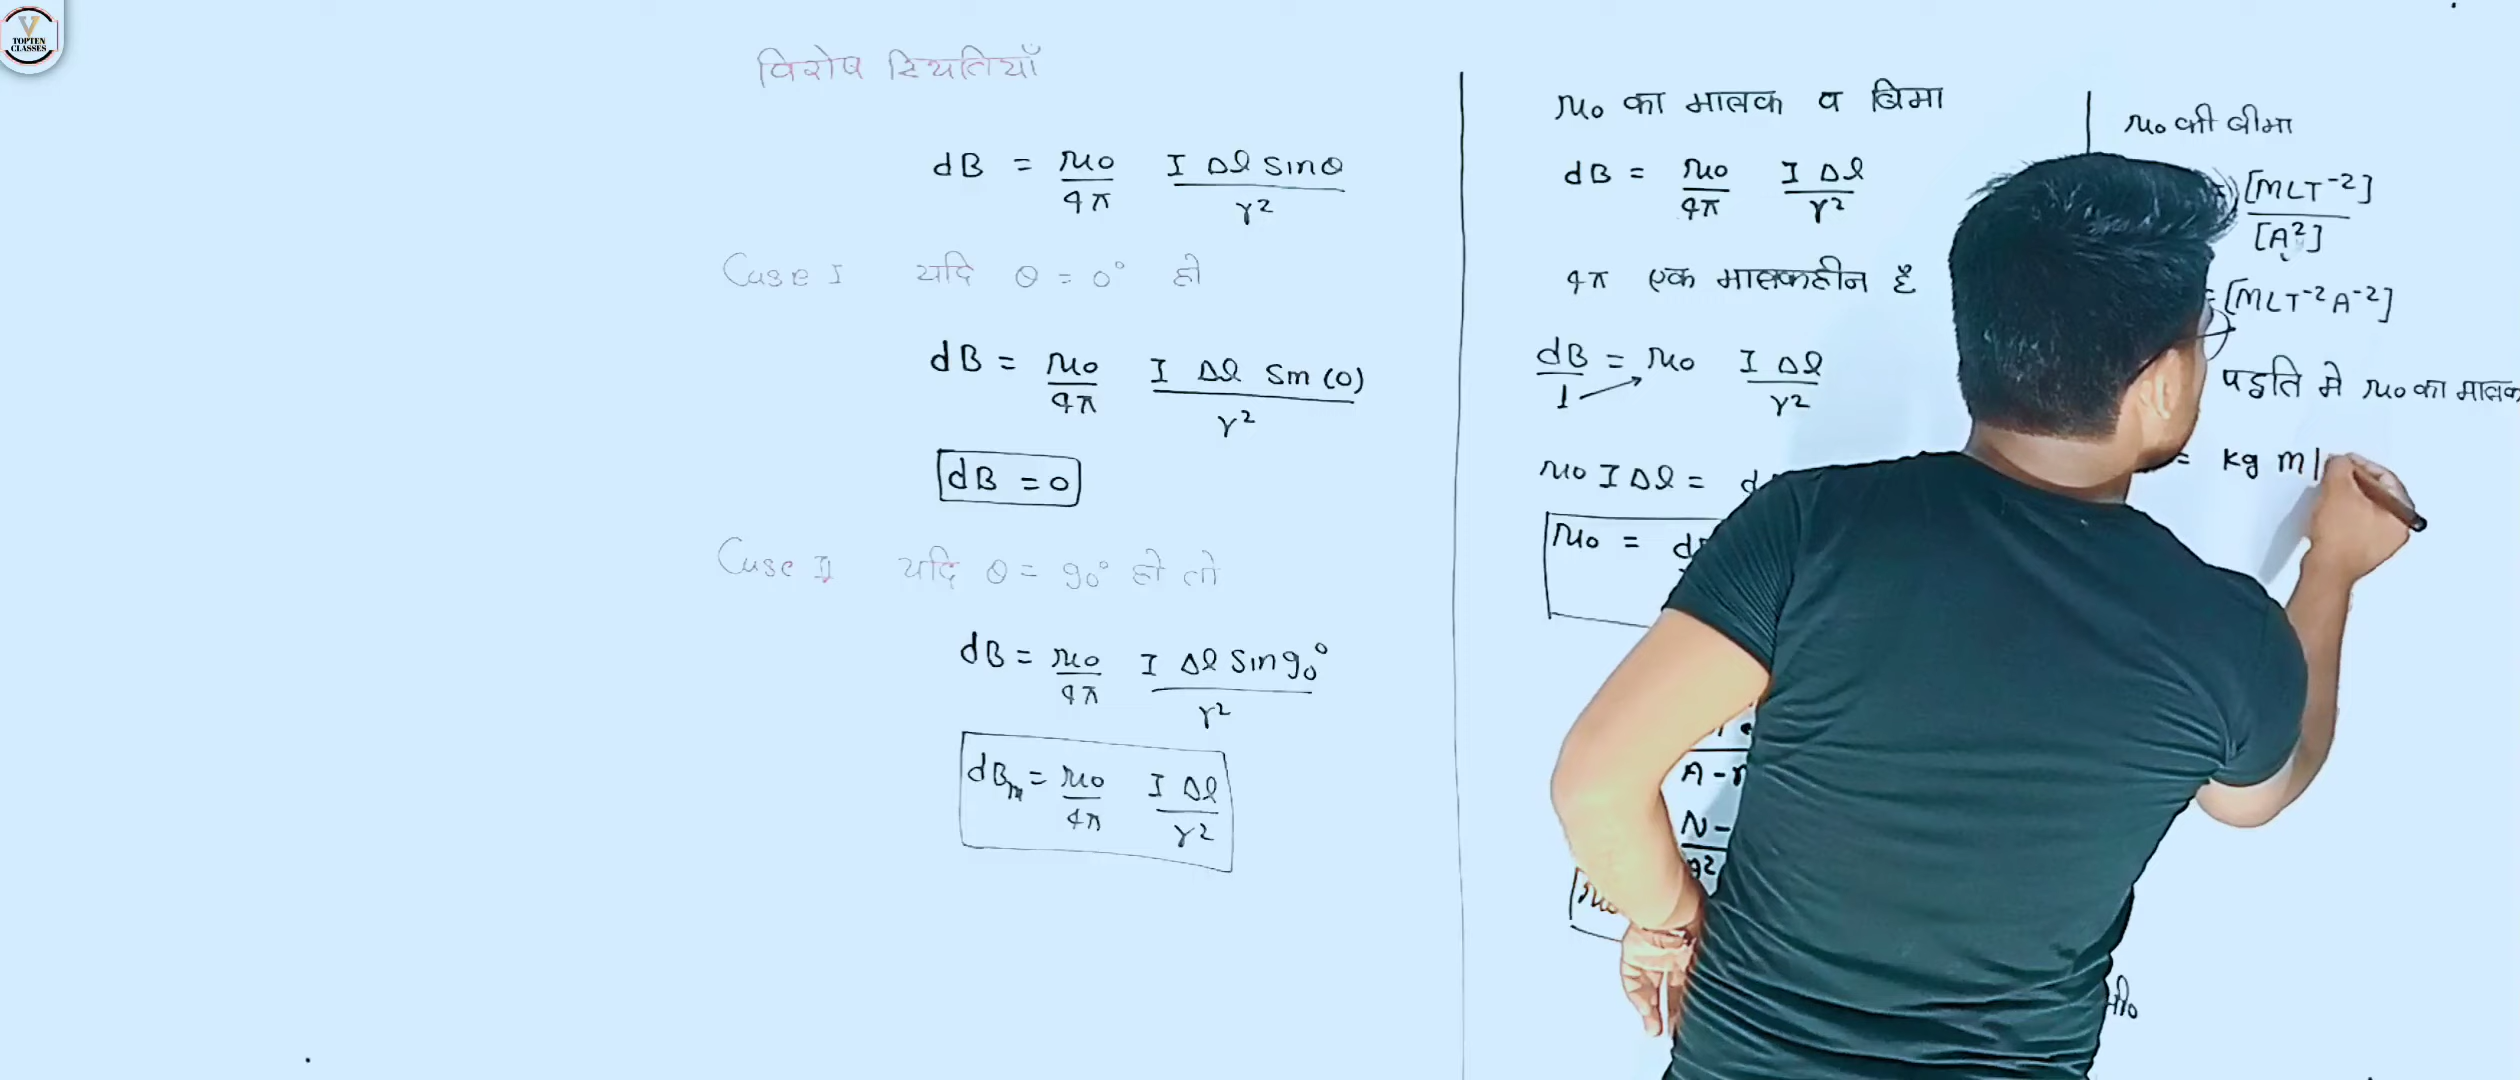 TOPTEN
CLASSES
विशेष स्थितियाँ
dB = μ₀/4π I Δl sinθ/r²
Case I यदि θ = 0° हो
dB = μ₀/4π I Δl Sin (0)/r²
dB = 0
Case II यदि θ = 90° हो तो
dB = μ₀/4π I Δl Sin90°/r²
dBm = μ₀/4π I Δl/r²
μ₀ का मात्रक व विमा
dB = μ₀/4π I Δl/r²
4π एक मात्रकहीन है
dB/1 = μ₀ I Δl/r²
μ₀ I Δl =
μ₀ =
A -
N -
A²
μ₀
μ₀ की वीमा
[MLT⁻²]/[A²]
= [MLT⁻²A⁻²]
पद्दति मे μ₀ का मात्रक
= kg m/